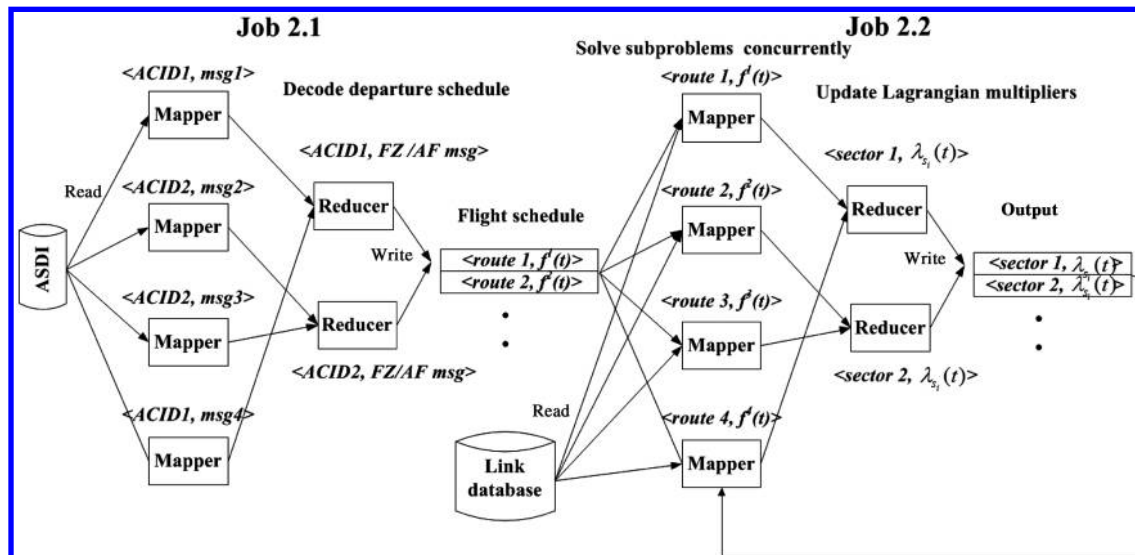 Job 2.1
Job 2.2
Solve subproblems concurrently
<ACID1, msg1>
Mapper
Decode departure schedule
<ACID1, FZ/AF msg>
Read
<ACID2, msg2>
Mapper
Reducer
ASDI
Write
<ACID2, msg3>
Mapper
Reducer
<ACID2, FZ/AF msg>
<ACID1, msg4>
Mapper
Flight schedule
<route 1, f¹(t)>
<route 2, f²(t)>
<route 1, f¹(t)>
Mapper
Update Lagrangian multipliers
<sector 1, λsᵢ(t)>
<route 2, f²(t)>
Mapper
Reducer
Write
<route 3, f³(t)>
Mapper
Reducer
<sector 2, λsᵢ(t)>
Read
<route 4, f⁴(t)>
Mapper
Link
database
Output
<sector 1, λsᵢ(t)>
<sector 2, λsᵢ(t)>